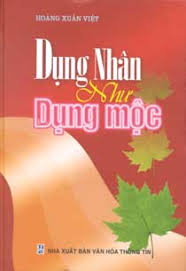 HOÀNG XUÂN VIỆT
Dụng Nhân
Như
Dụng mộc
NHÀ XUẤT BẢN VĂN HÓA THÔNG TIN